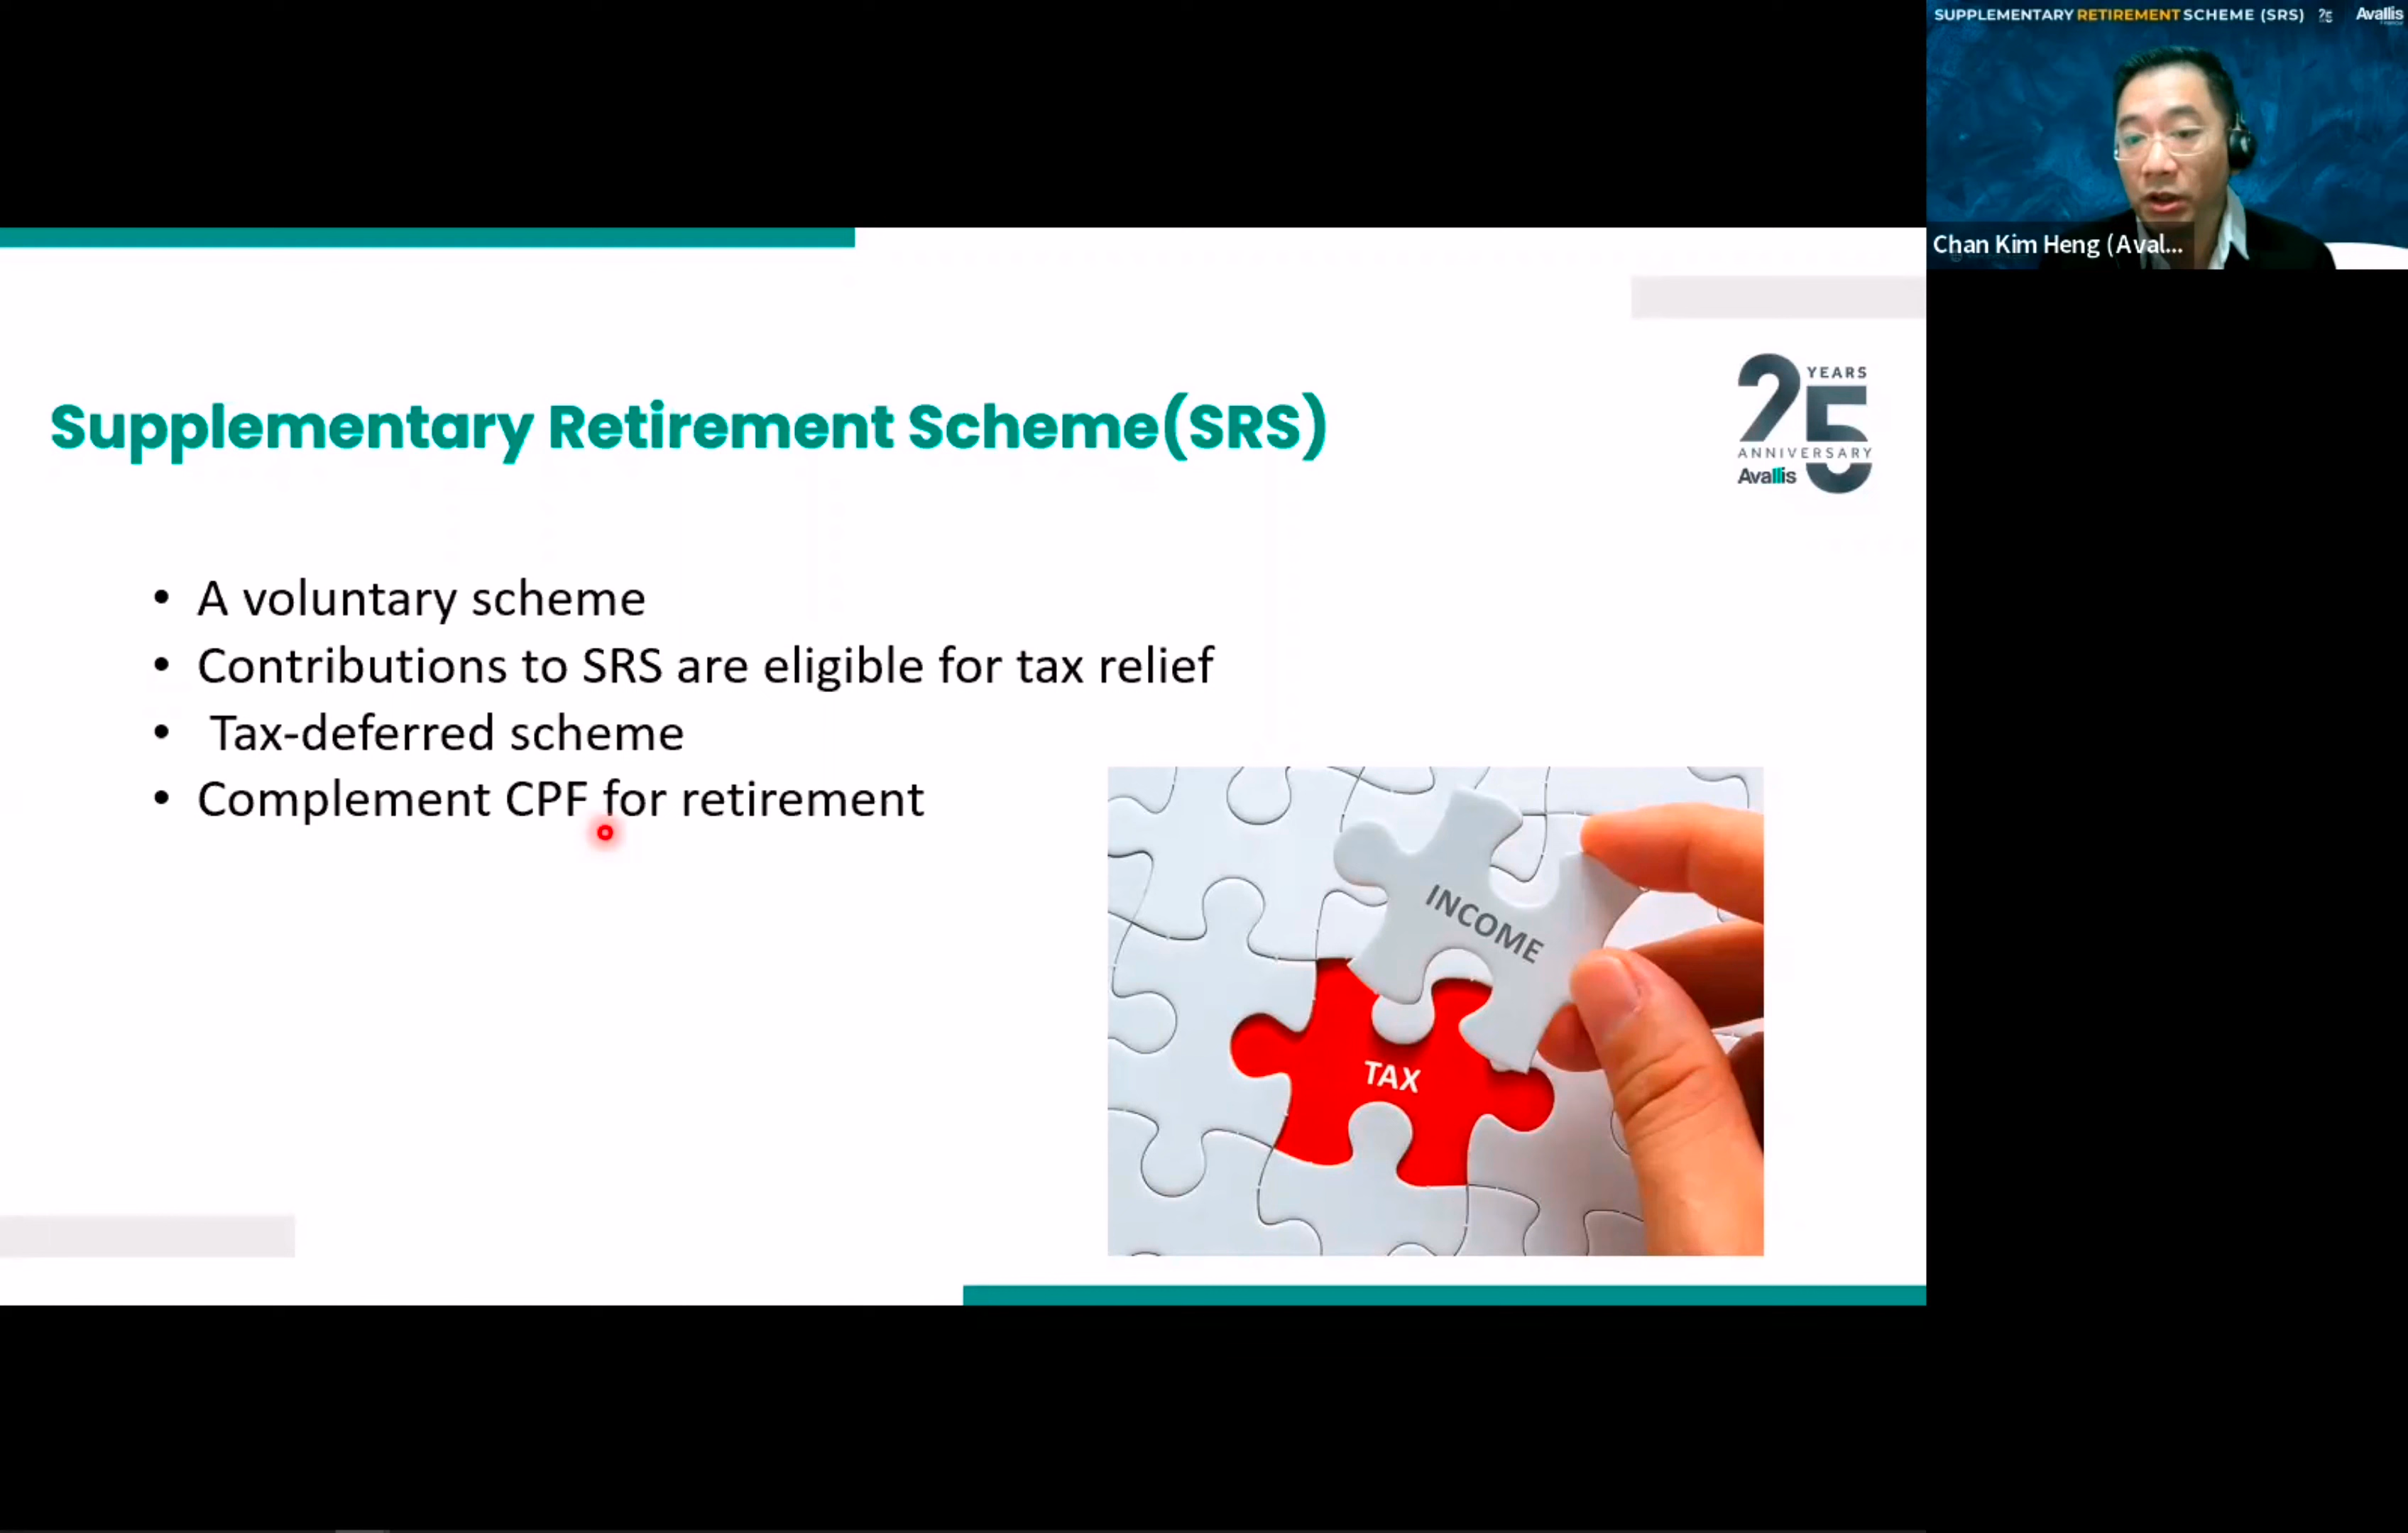 SUPPLEMENTARY RETIREMENT SCHEME (SRS) 25 Avallis
Chan Kim Heng (Aval...
25 YEARS
ANNIVERSARY
Avallis
Supplementary Retirement Scheme(SRS)
• A voluntary scheme
• Contributions to SRS are eligible for tax relief
• Tax-deferred scheme
• Complement CPF for retirement
INCOME
TAX